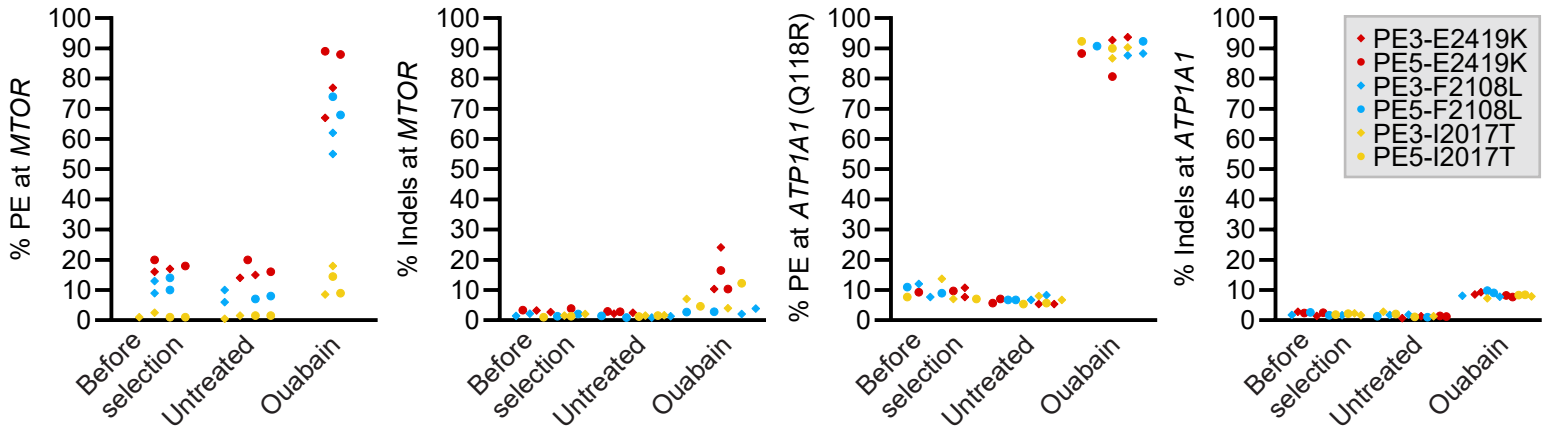 % PE at MTOR
100
90
80
70
60
50
40
30
20
10
0
Before
selection
Untreated
Ouabain
% Indels at MTOR
100
90
80
70
60
50
40
30
20
10
0
Before
selection
Untreated
Ouabain
% PE at ATP1A1 (Q118R)
100
90
80
70
60
50
40
30
20
10
0
Before
selection
Untreated
Ouabain
% Indels at ATP1A1
100
90
80
70
60
50
40
30
20
10
0
Before
selection
Untreated
Ouabain
PE3-E2419K
PE5-E2419K
PE3-F2108L
PE5-F2108L
PE3-I2017T
PE5-I2017T